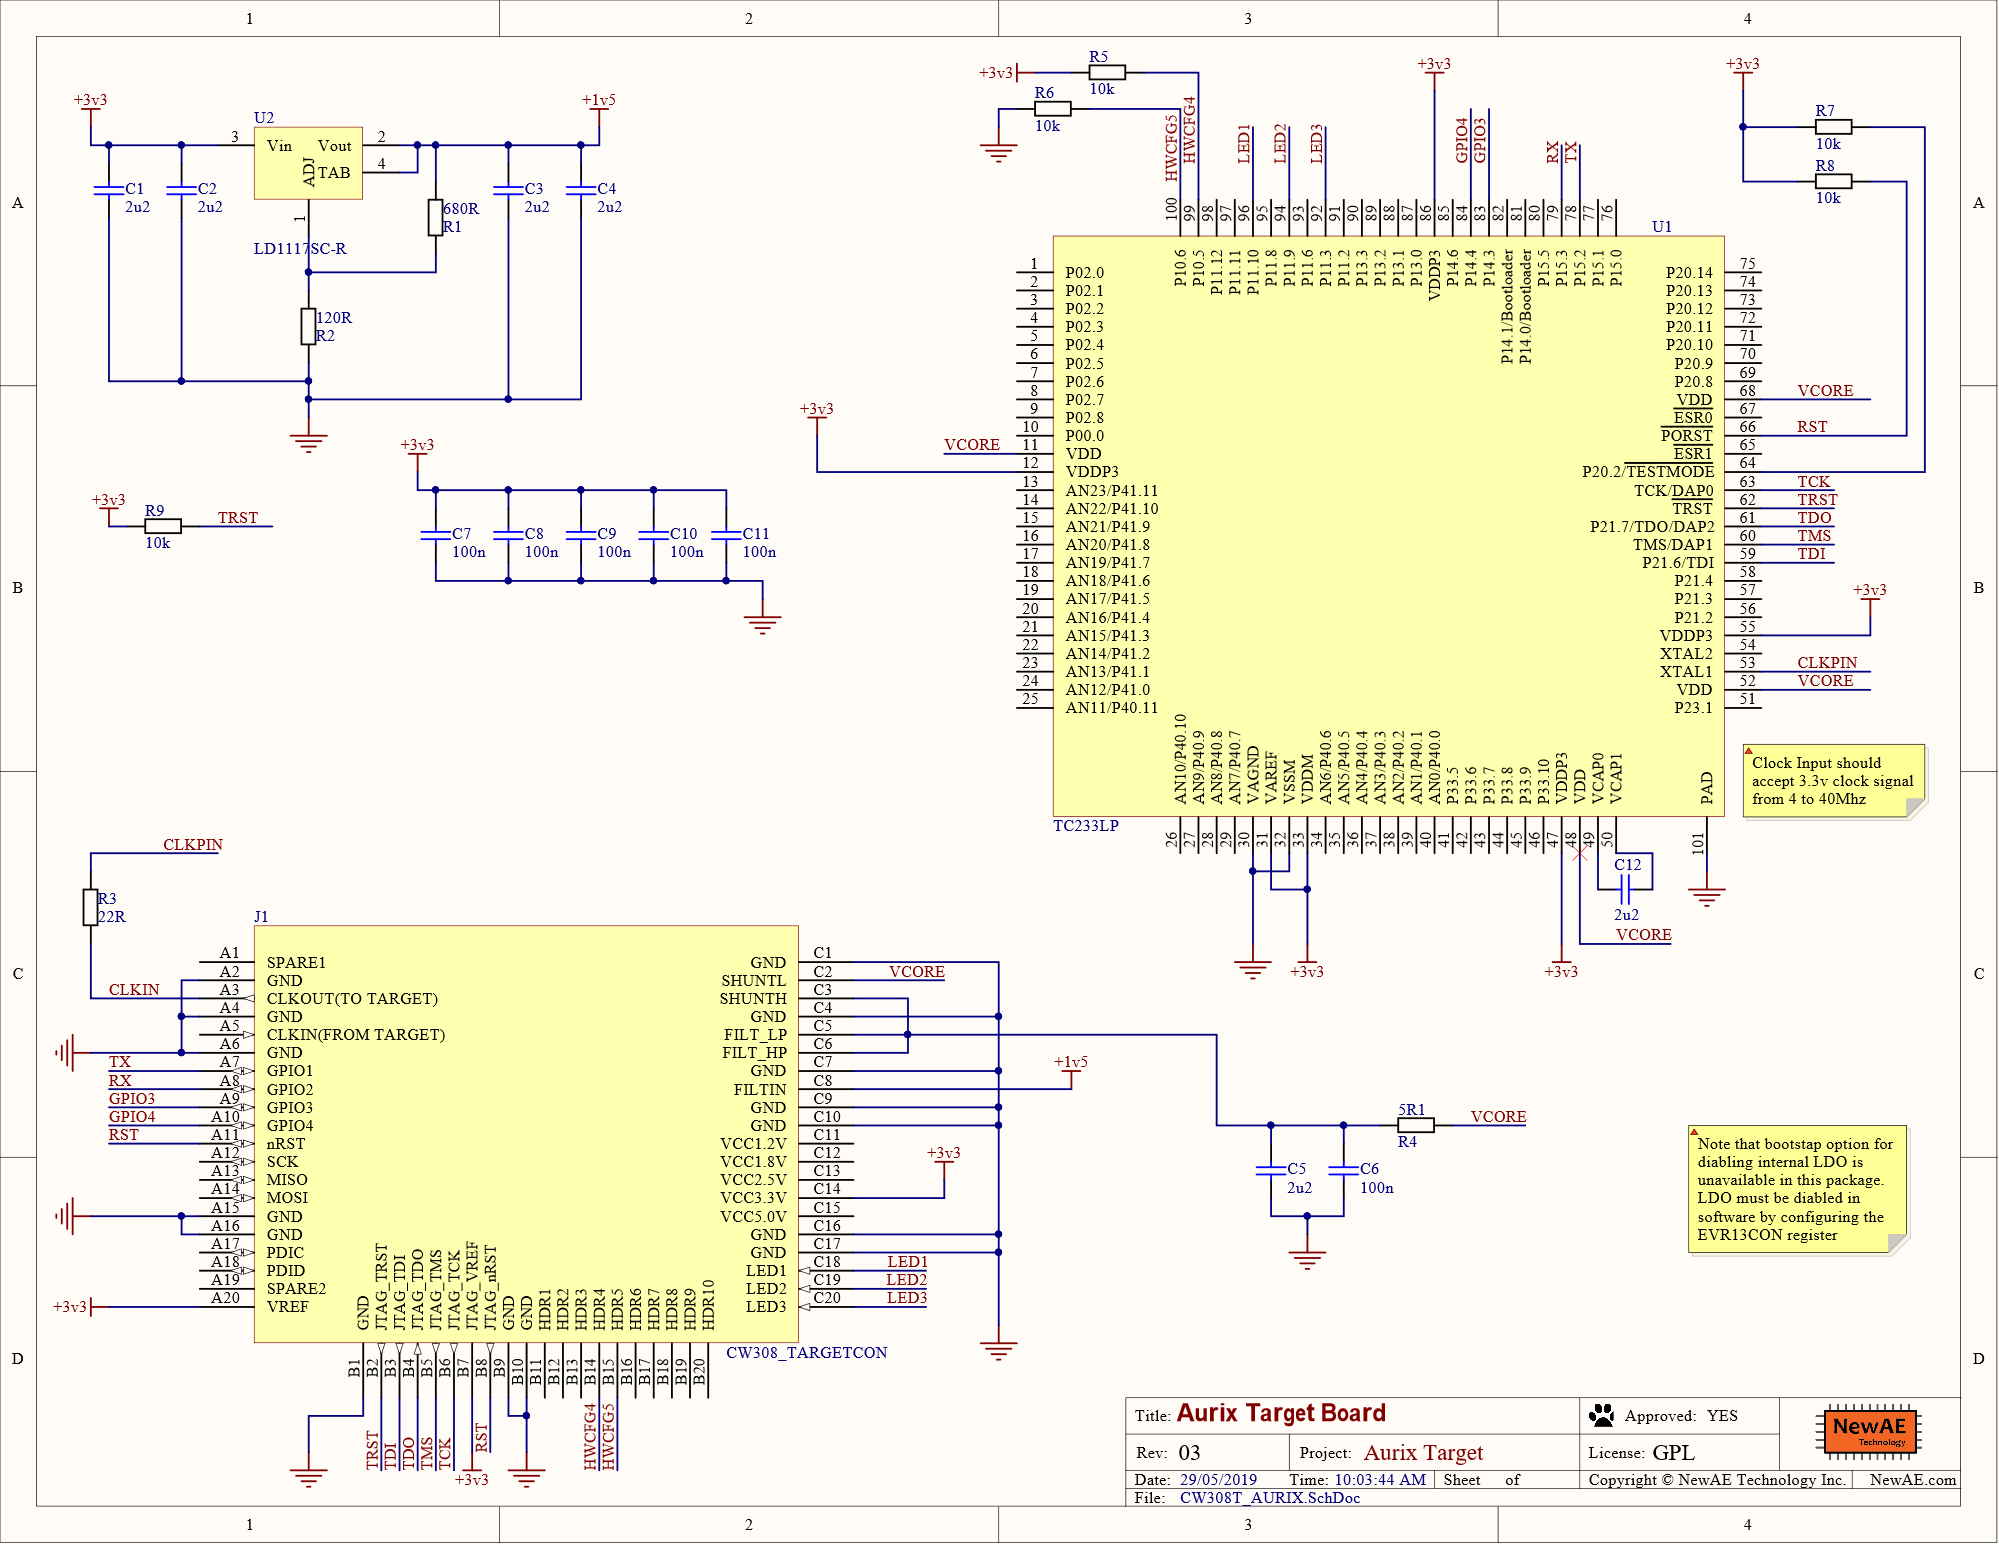 1
2
3
4
A
B
C
D
+3v3
U2
3
Vin
Vout
2
ADJ
TAB
4
1
LD1117SC-R
+1v5
C1
2u2
C2
2u2
680R
R1
C3
2u2
C4
2u2
120R
R2
+3v3
R9
10k
TRST
+3v3
C7
100n
C8
100n
C9
100n
C10
100n
C11
100n
+3v3
R5
10k
R6
10k
HWCFG5
HWCFG4
LED1
LED2
LED3
+3v3
GPIO4
GPIO3
RX
TX
+3v3
R7
10k
R8
10k
U1
100 P10.6
99 P10.5
98 P11.12
97 P11.11
96 P11.10
95 P11.8
94 P11.9
93 P11.6
92 P11.3
91 P11.2
90 P13.3
89 P13.2
88 P13.1
87 P13.0
86 VDDP3
85 P14.6
84 P14.4
83 P14.3
82 P14.1/Bootloader
81 P14.0/Bootloader
80 P15.5
79 P15.3
78 P15.2
77 P15.1
76 P15.0
1 P02.0
2 P02.1
3 P02.2
4 P02.3
5 P02.4
6 P02.5
7 P02.6
8 P02.7
9 P02.8
10 P00.0
+3v3
VCORE 11 VDD
12 VDDP3
13 AN23/P41.11
14 AN22/P41.10
15 AN21/P41.9
16 AN20/P41.8
17 AN19/P41.7
18 AN18/P41.6
19 AN17/P41.5
20 AN16/P41.4
21 AN15/P41.3
22 AN14/P41.2
23 AN13/P41.1
24 AN12/P41.0
25 AN11/P40.11
P20.14 75
P20.13 74
P20.12 73
P20.11 72
P20.10 71
P20.9 70
P20.8 69
VDD 68 VCORE
ESR0 67
PORST 66 RST
ESR1 65
P20.2/TESTMODE 64
TCK/DAP0 63 TCK
TRST 62 TRST
P21.7/TDO/DAP2 61 TDO
TMS/DAP1 60 TMS
P21.6/TDI 59 TDI
P21.4 58
P21.3 57
P21.2 56
VDDP3 55
+3v3
XTAL2 54
XTAL1 53 CLKPIN
VDD 52 VCORE
P23.1 51
AN10/P40.10 26
AN9/P40.9 27
AN8/P40.8 28
AN7/P40.7 29
VAGND 30
VAREF 31
VSSM 32
VDDM 33
AN6/P40.6 34
AN5/P40.5 35
AN4/P40.4 36
AN3/P40.3 37
AN2/P40.2 38
AN1/P40.1 39
AN0/P40.0 40
P33.5 41
P33.6 42
P33.7 43
P33.8 44
P33.9 45
P33.10 46
VDDP3 47
VDD 48
VCAP0 49
VCAP1 50
PAD 101
TC233LP
+3v3
+3v3
C12
2u2
VCORE
Clock Input should
accept 3.3v clock signal
from 4 to 40Mhz
CLKPIN
R3
22R
J1
A1 SPARE1
A2 GND
CLKIN A3 CLKOUT(TO TARGET)
A4 GND
A5 CLKIN(FROM TARGET)
A6 GND
TX A7 GPIO1
RX A8 GPIO2
GPIO3 A9 GPIO3
GPIO4 A10 GPIO4
RST A11 nRST
A12 SCK
A13 MISO
A14 MOSI
A15 GND
A16 GND
A17 PDIC
A18 PDID
A19 SPARE2
+3v3 A20 VREF
GND C1
SHUNTL C2 VCORE
SHUNTH C3
GND C4
FILT_LP C5
FILT_HP C6
GND C7
FILTIN C8
+1v5
GND C9
GND C10
VCC1.2V C11
VCC1.8V C12
VCC2.5V C13
VCC3.3V C14
+3v3
VCC5.0V C15
GND C16
GND C17
LED1 C18 LED1
LED2 C19 LED2
LED3 C20 LED3
GND B1
JTAG_TRST B2 TRST
JTAG_TDI B3 TDI
JTAG_TDO B4 TDO
JTAG_TMS B5 TMS
JTAG_TCK B6 TCK
JTAG_VREF B7 +3v3
JTAG_nRST B8 RST
GND B9
GND B10
HDR1 B11
HDR2 B12
HDR3 B13
HDR4 B14 HWCFG4
HDR5 B15 HWCFG5
HDR6 B16
HDR7 B17
HDR8 B18
HDR9 B19
HDR10 B20
CW308_TARGETCON
5R1
R4
VCORE
C5
2u2
C6
100n
Note that bootstap option for
diabling internal LDO is
unavailable in this package.
LDO must be diabled in
software by configuring the
EVR13CON register
Title: Aurix Target Board
Approved: YES
NewAE
Technology
Rev: 03
Project: Aurix Target
License: GPL
Date: 29/05/2019
Time: 10:03:44 AM
Sheet of
Copyright © NewAE Technology Inc.
NewAE.com
File: CW308T_AURIX.SchDoc
A
B
C
D
1
2
3
4